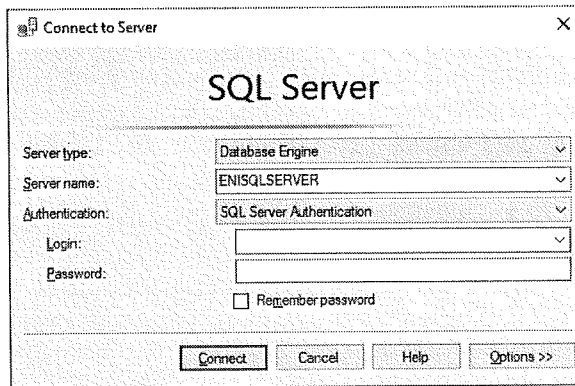 Connect to Server
SQL Server
Server type: Database Engine
Server name: ENISQLSERVER
Authentication: SQL Server Authentication
Login:
Password:
Remember password
Connect Cancel Help Options >>